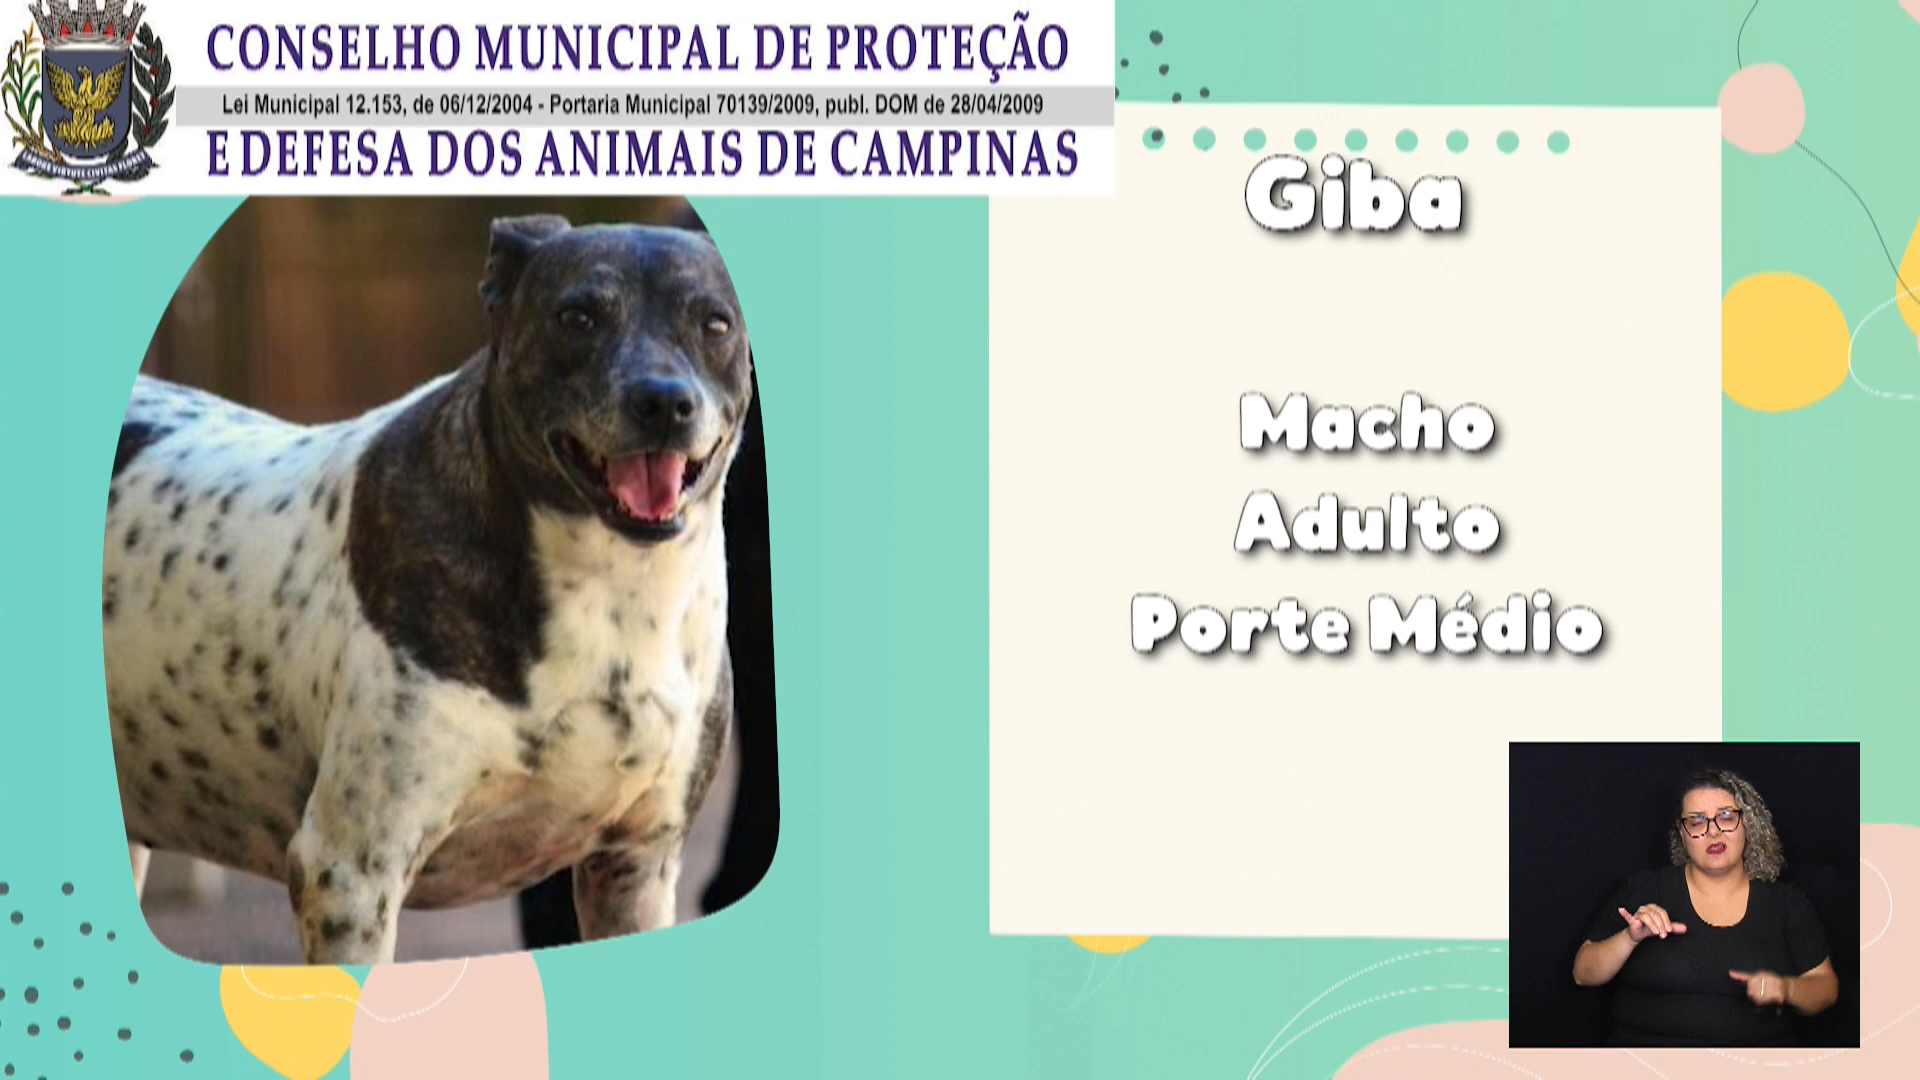 CONSELHO MUNICIPAL DE PROTEÇÃO
Lei Municipal 12.153, de 06/12/2004 - Portaria Municipal 70139/2009, publ. DOM de 28/04/2009
E DEFESA DOS ANIMAIS DE CAMPINAS
Giba
Macho
Adulto
Porte Médio